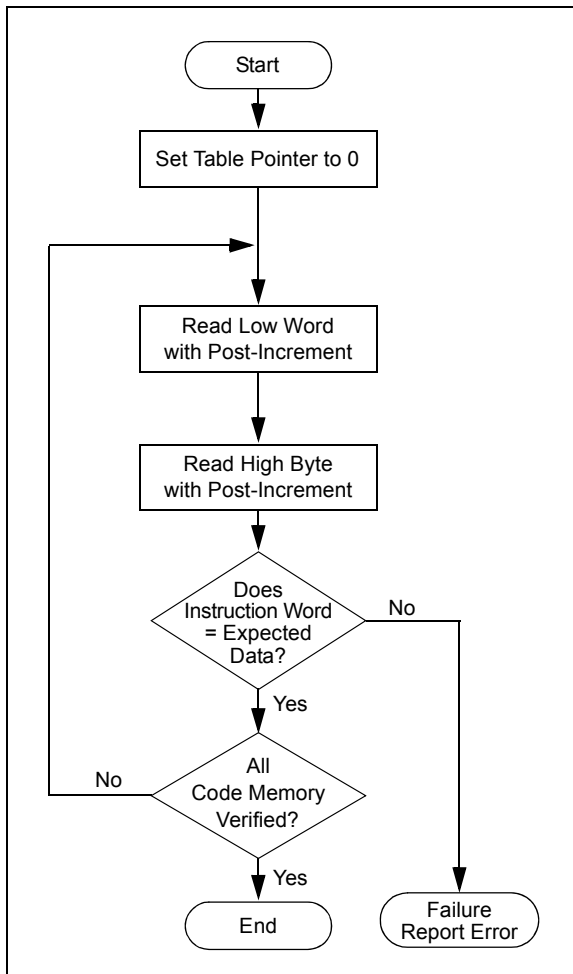 Start
Set Table Pointer to 0
Read Low Word
with Post-Increment
Read High Byte
with Post-Increment
Does
Instruction Word
= Expected
Data?
No
Yes
All
Code Memory
Verified?
No
Yes
End
Failure
Report Error